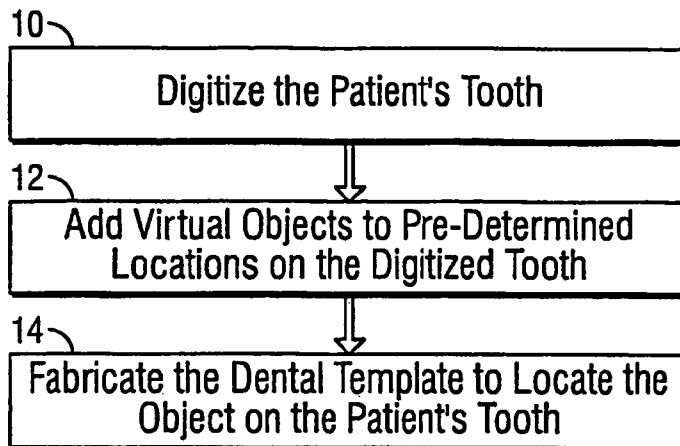 10
Digitize the Patient's Tooth
12
Add Virtual Objects to Pre-Determined
Locations on the Digitized Tooth
14
Fabricate the Dental Template to Locate the
Object on the Patient's Tooth